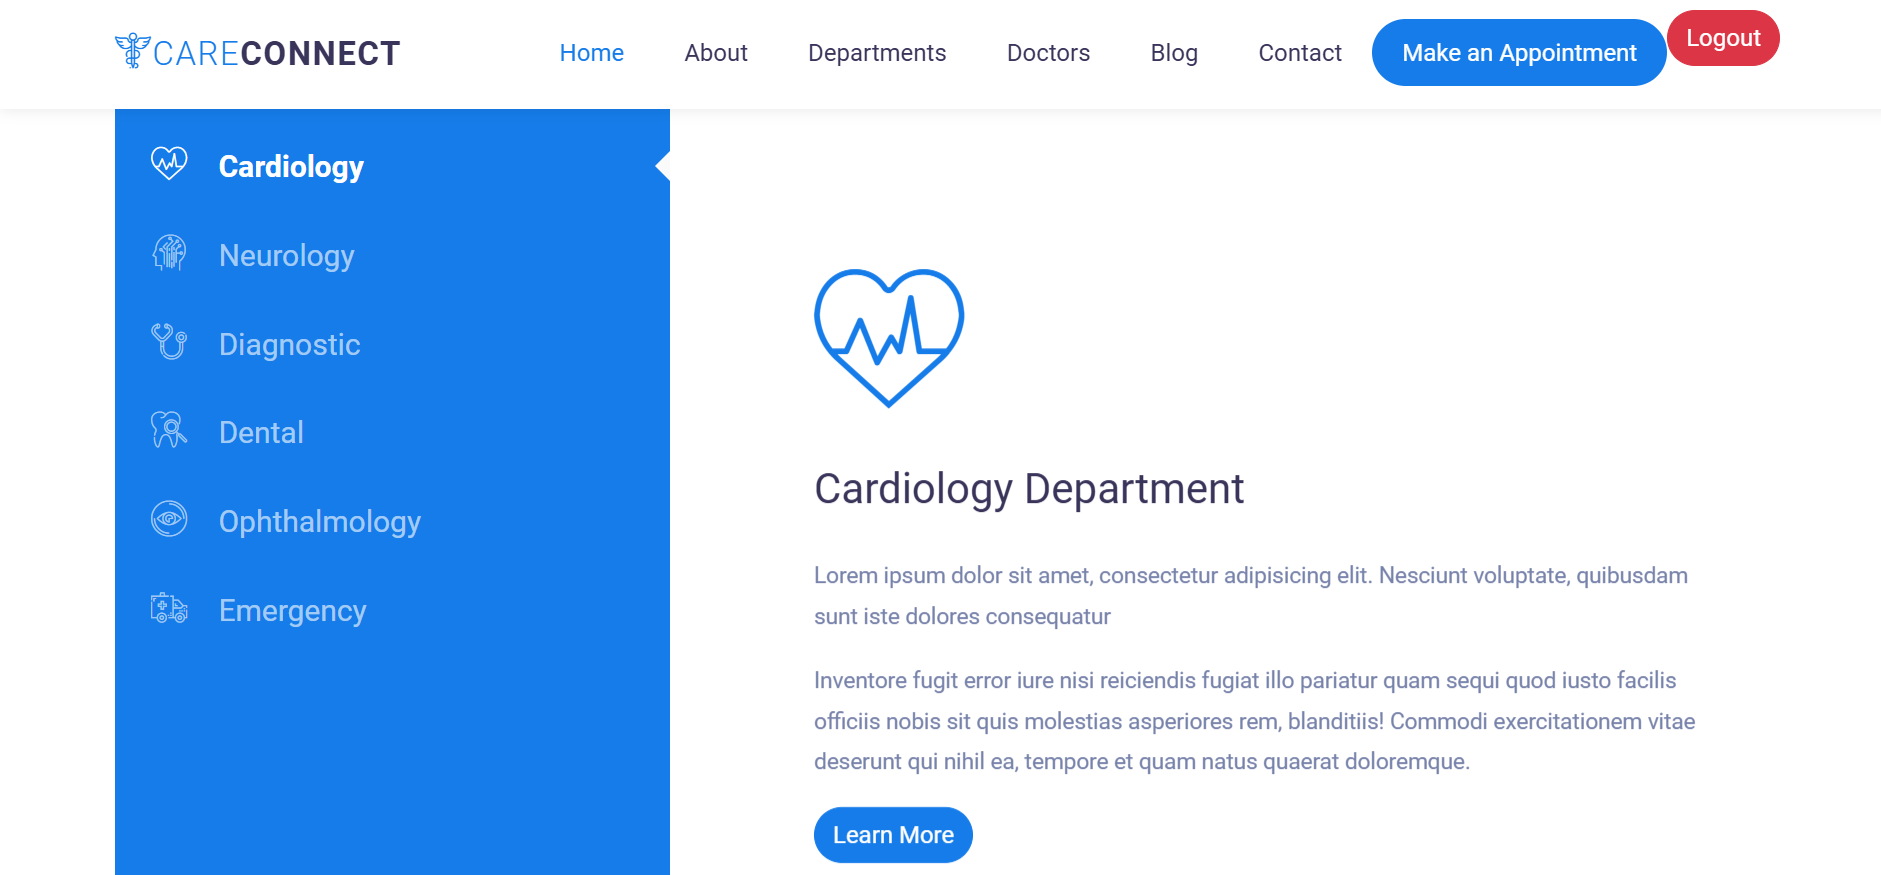 CARECONNECT
Home About Departments Doctors Blog Contact Make an Appointment Logout
Cardiology
Neurology
Diagnostic
Dental
Ophthalmology
Emergency
Cardiology Department
Lorem ipsum dolor sit amet, consectetur adipisicing elit. Nesciunt voluptate, quibusdam
sunt iste dolores consequatur
Inventore fugit error iure nisi reiciendis fugiat illo pariatur quam sequi quod iusto facilis
officiis nobis sit quis molestias asperiores rem, blanditiis! Commodi exercitationem vitae
deserunt qui nihil ea, tempore et quam natus quaerat doloremque.
Learn More